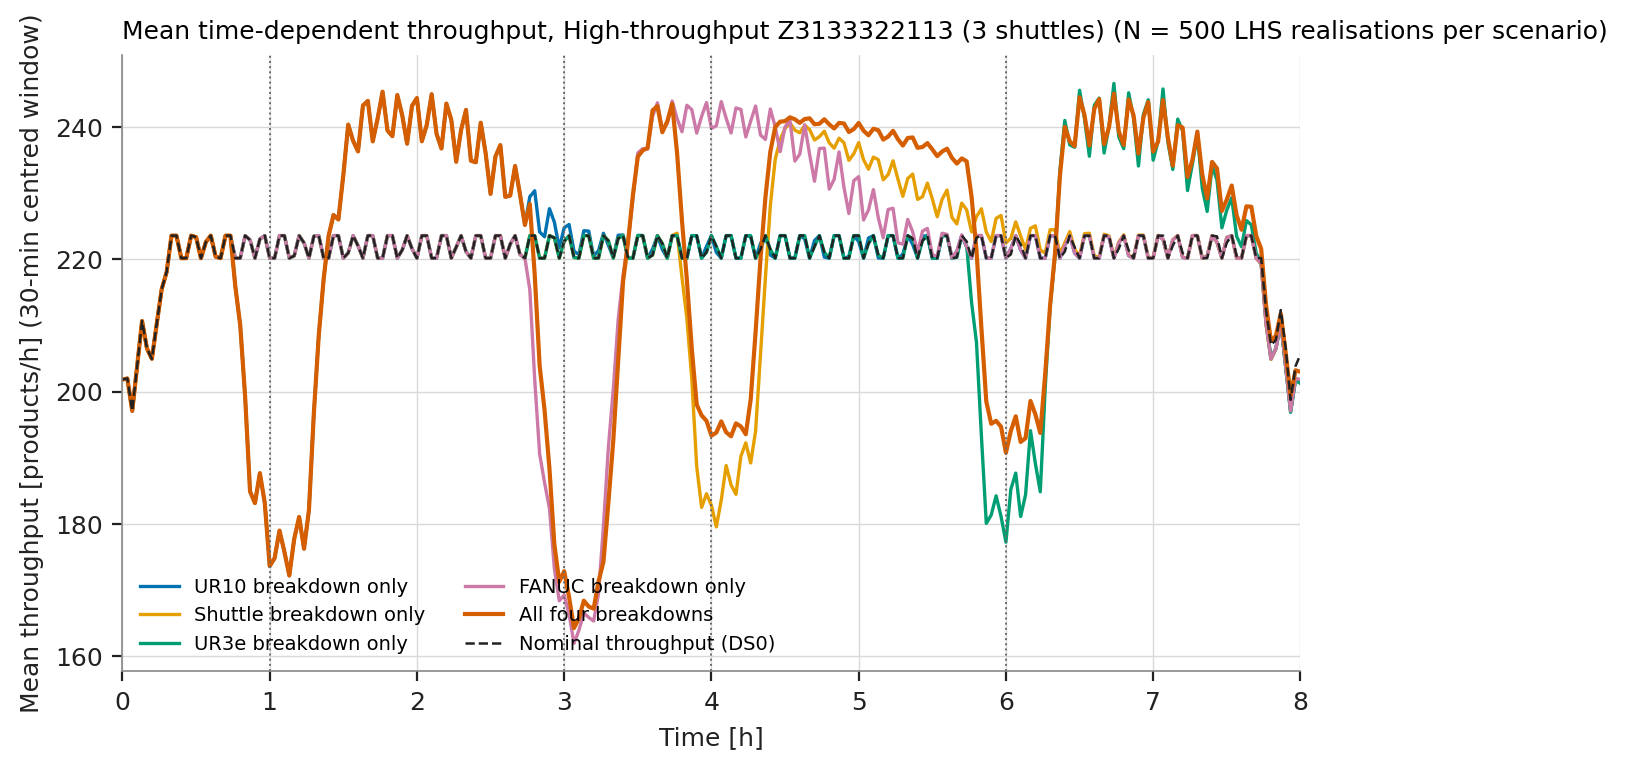 Mean time-dependent throughput, High-throughput Z3133322113 (3 shuttles) (N = 500 LHS realisations per scenario)
Mean throughput [products/h] (30-min centred window)
240
220
200
180
160
UR10 breakdown only
Shuttle breakdown only
UR3e breakdown only
FANUC breakdown only
All four breakdowns
Nominal throughput (DS0)
0 1 2 3 4 5 6 7 8
Time [h]